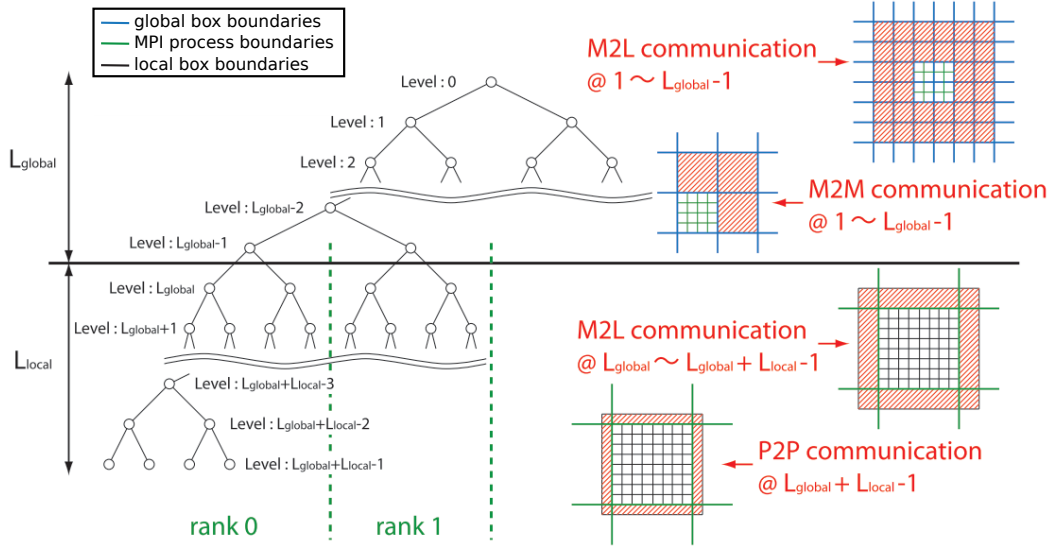 global box boundaries
MPI process boundaries
local box boundaries
Level : 0
Level : 1
Level : 2
Lglobal
Level : Lglobal-2
Level : Lglobal-1
Level : Lglobal
Level : Lglobal+1
Llocal
Level : Lglobal+Llocal-3
Level : Lglobal+Llocal-2
Level : Lglobal+Llocal-1
rank 0
rank 1
M2L communication
@ 1～ Lglobal-1
M2M communication
@ 1～ Lglobal-1
M2L communication
@ Lglobal～ Lglobal + Llocal-1
P2P communication
@ Lglobal + Llocal-1